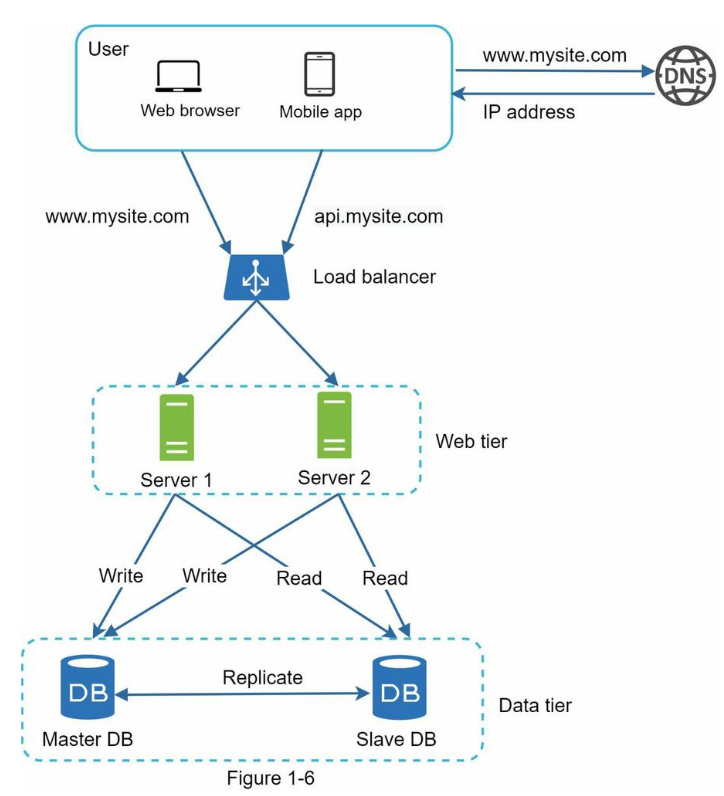 User
www.mysite.com
DNS
Web browser
Mobile app
IP address
www.mysite.com
api.mysite.com
Load balancer
Web tier
Server 1
Server 2
Write
Write
Read
Read
Replicate
DB
DB
Data tier
Master DB
Slave DB
Figure 1-6